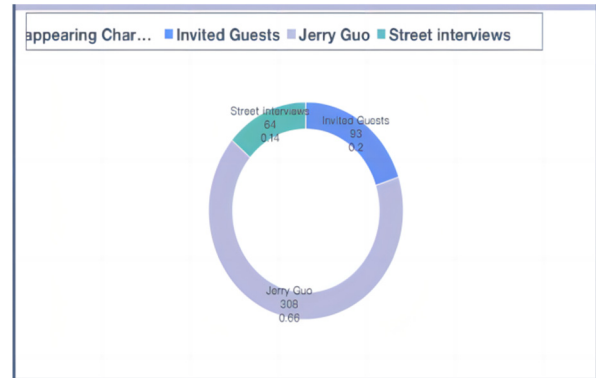 appearing Char... Invited Guests Jerry Guo Street interviews
Street interviews
64
0.14
Invited Guests
93
0.2
Jerry Guo
308
0.66